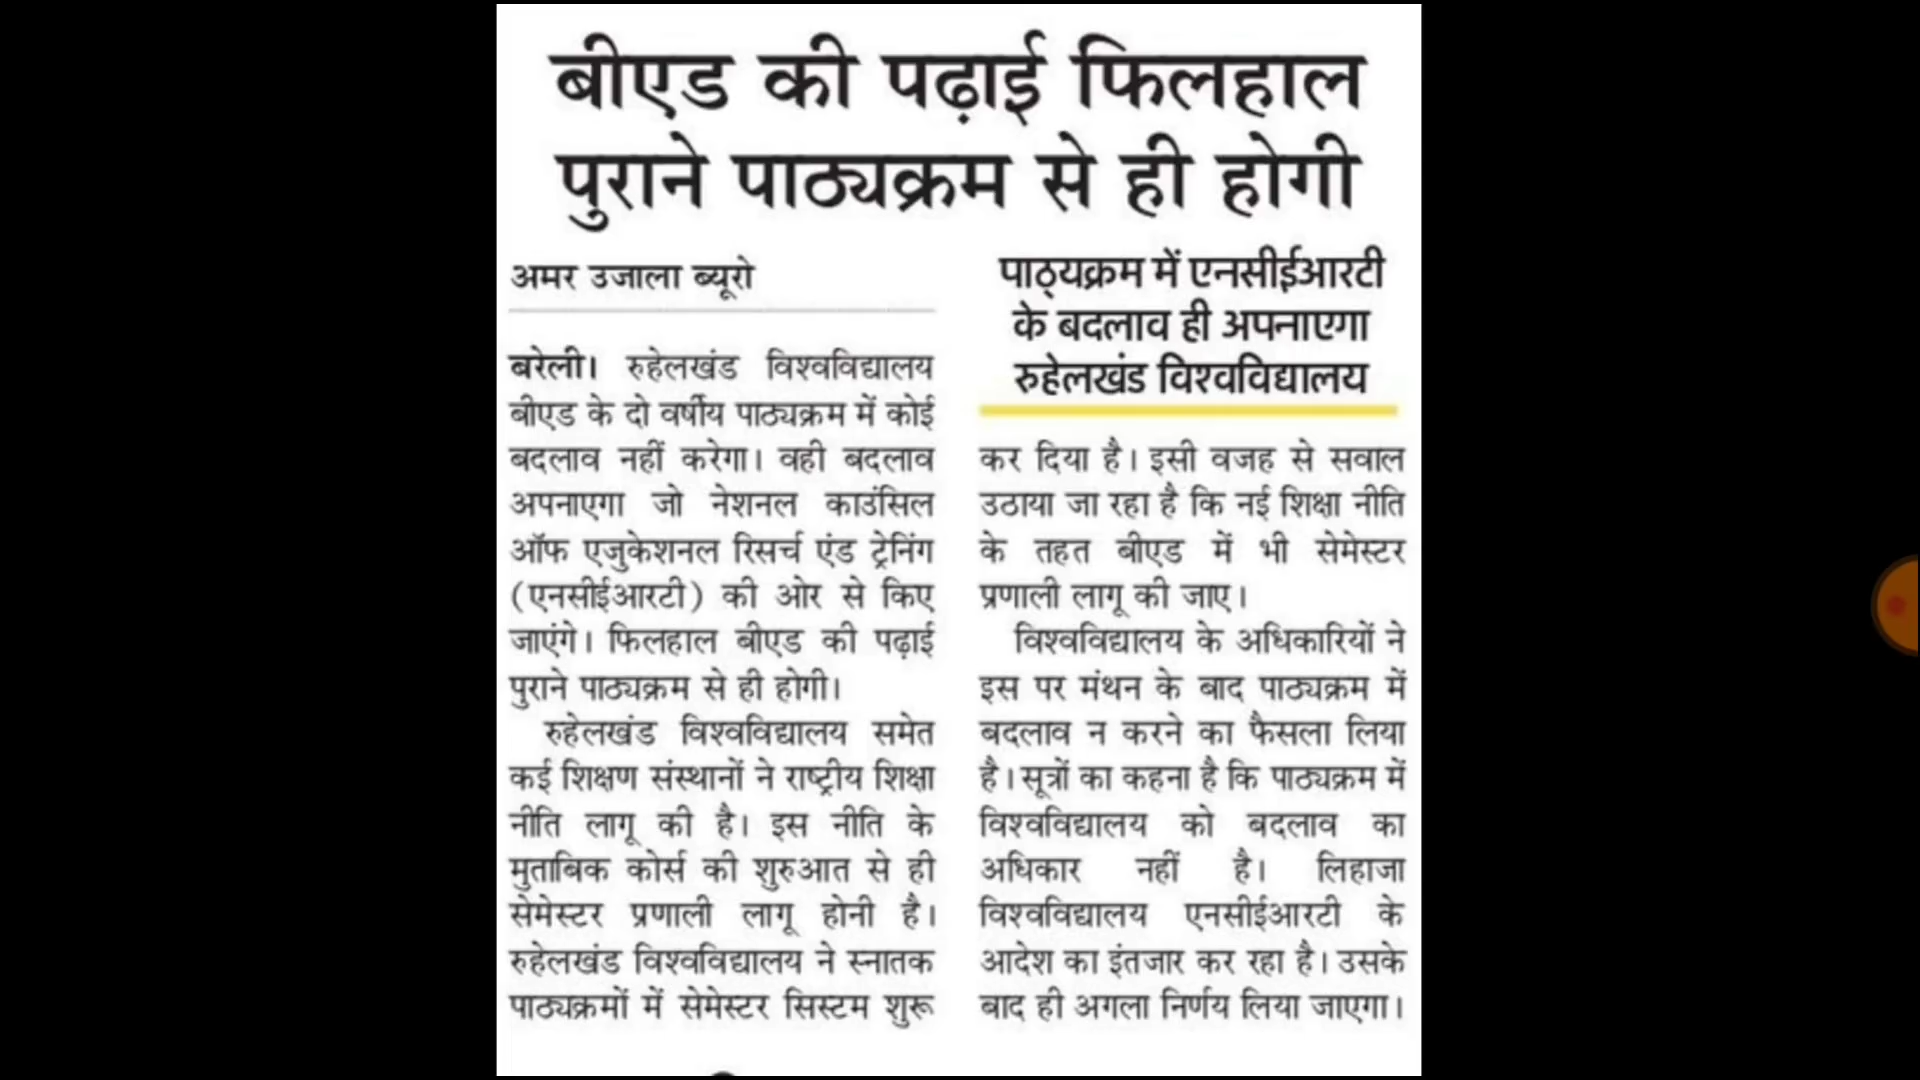 बीएड की पढ़ाई फिलहाल
पुराने पाठ्यक्रम से ही होगी
अमर उजाला ब्यूरो
बरेली। रुहेलखंड विश्वविद्यालय
बीएड के दो वर्षीय पाठ्यक्रम में कोई
बदलाव नहीं करेगा। वही बदलाव
अपनाएगा जो नेशनल काउंसिल
ऑफ एजुकेशनल रिसर्च एंड ट्रेनिंग
(एनसीईआरटी) की ओर से किए
जाएंगे। फिलहाल बीएड की पढ़ाई
पुराने पाठ्यक्रम से ही होगी।
रुहेलखंड विश्वविद्यालय समेत
कई शिक्षण संस्थानों ने राष्ट्रीय शिक्षा
नीति लागू की है। इस नीति के
मुताबिक कोर्स की शुरुआत से ही
सेमेस्टर प्रणाली लागू होनी है।
रुहेलखंड विश्वविद्यालय ने स्नातक
पाठ्यक्रमों में सेमेस्टर सिस्टम शुरू
पाठ्यक्रम में एनसीईआरटी
के बदलाव ही अपनाएगा
रुहेलखंड विश्वविद्यालय
कर दिया है। इसी वजह से सवाल
उठाया जा रहा है कि नई शिक्षा नीति
के तहत बीएड में भी सेमेस्टर
प्रणाली लागू की जाए।
विश्वविद्यालय के अधिकारियों ने
इस पर मंथन के बाद पाठ्यक्रम में
बदलाव न करने का फैसला लिया
है। सूत्रों का कहना है कि पाठ्यक्रम में
विश्वविद्यालय को बदलाव का
अधिकार नहीं है। लिहाजा
विश्वविद्यालय एनसीईआरटी के
आदेश का इंतजार कर रहा है। उसके
बाद ही अगला निर्णय लिया जाएगा।